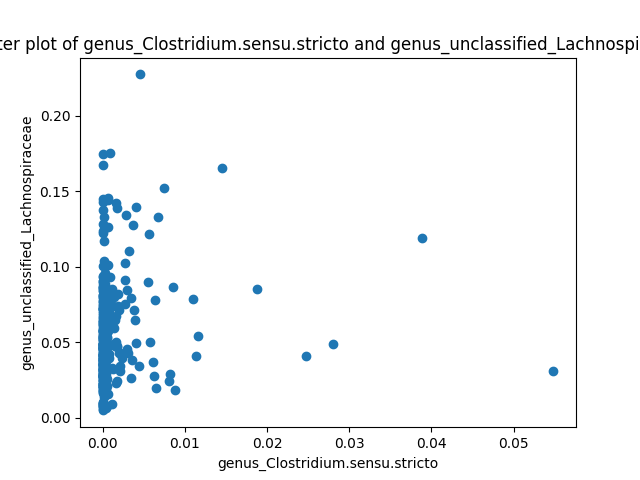 ter plot of genus_Clostridium.sensu.stricto and genus_unclassified_Lachnospi
genus_unclassified_Lachnospiraceae
0.20
0.15
0.10
0.05
0.00
0.00 0.01 0.02 0.03 0.04 0.05
genus_Clostridium.sensu.stricto